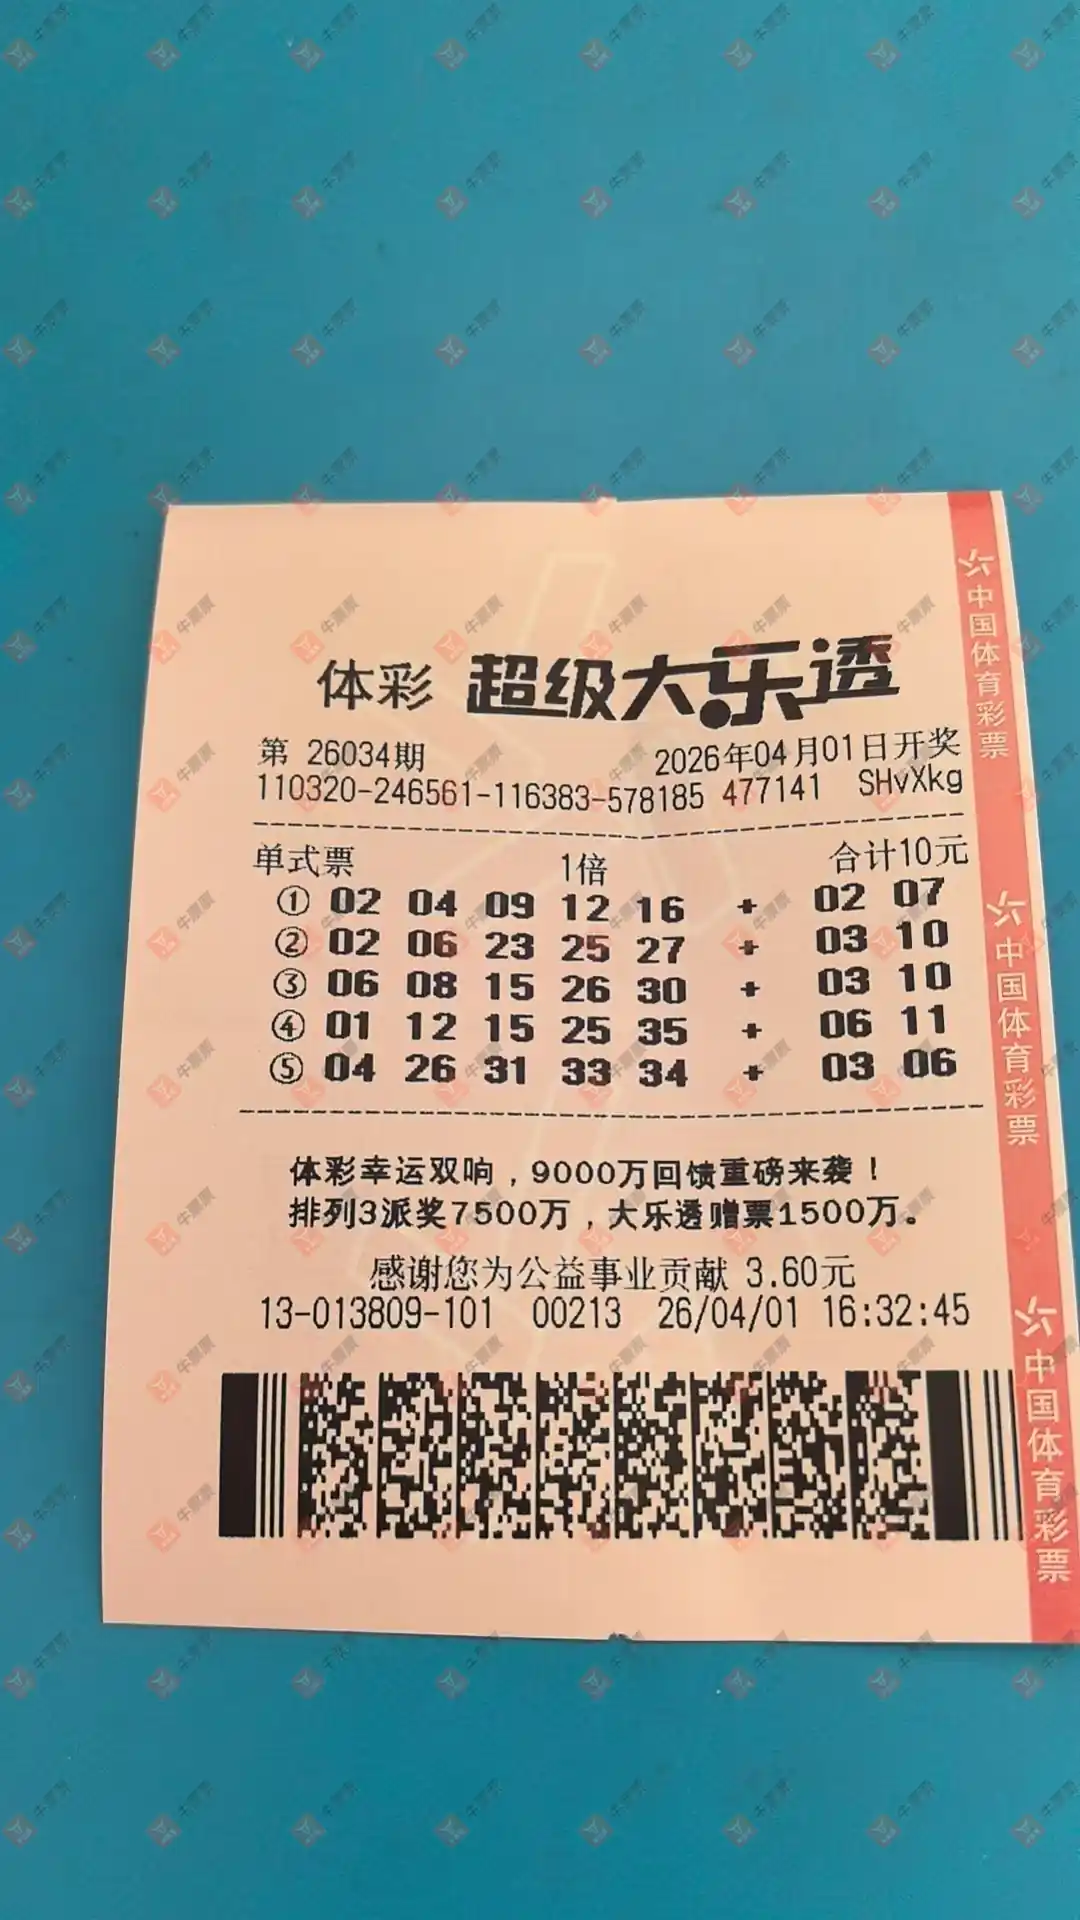 体彩 超级大乐透
第 26034期 2026年04月01日开奖
110320-246561-116383-578185 477141 SHvXkg
单式票 1倍 合计10元
① 02 04 09 12 16 + 02 07
② 02 06 23 25 27 + 03 10
③ 06 08 15 26 30 + 03 10
④ 01 12 15 25 35 + 06 11
⑤ 04 26 31 33 34 + 03 06
体彩幸运双响，9000万回馈重磅来袭！
排列3派奖7500万，大乐透赠票1500万。
感谢您为公益事业贡献 3.60元
13-013809-101 00213 26/04/01 16:32:45
中国体育彩票
中国体育彩票
中国体育彩票